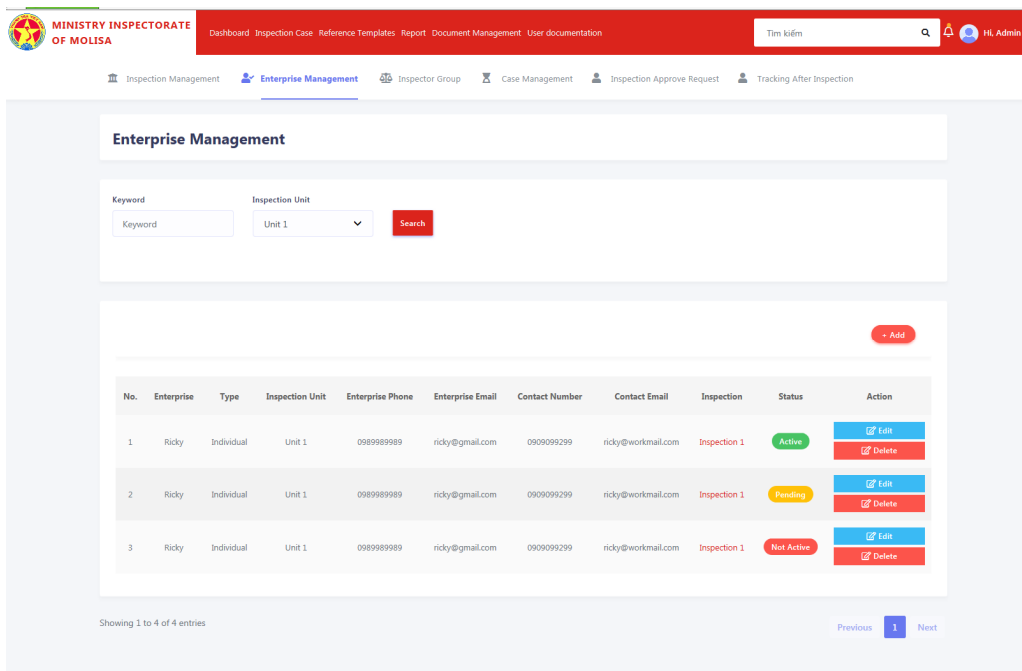 MINISTRY INSPECTORATE
OF MOLISA
Dashboard Inspection Case Reference Templates Report Document Management User documentation
Tìm kiếm
Hi, Admin
Inspection Management Enterprise Management Inspector Group Case Management Inspection Approve Request Tracking After Inspection
Enterprise Management
Keyword Inspection Unit
Keyword Unit 1 Search
+ Add
No. Enterprise Type Inspection Unit Enterprise Phone Enterprise Email Contact Number Contact Email Inspection Status Action
1 Ricky Individual Unit 1 0989989989 ricky@gmail.com 0909099299 ricky@workmail.com Inspection 1 Active Edit
Delete
2 Ricky Individual Unit 1 0989989989 ricky@gmail.com 0909099299 ricky@workmail.com Inspection 1 Pending Edit
Delete
3 Ricky Individual Unit 1 0989989989 ricky@gmail.com 0909099299 ricky@workmail.com Inspection 1 Not Active Edit
Delete
Showing 1 to 4 of 4 entries
Previous 1 Next